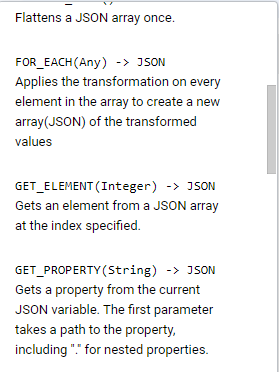 Flattens a JSON array once.
FOR_EACH(Any) -> JSON
Applies the transformation on every
element in the array to create a new
array(JSON) of the transformed
values
GET_ELEMENT(Integer) -> JSON
Gets an element from a JSON array
at the index specified.
GET_PROPERTY(String) -> JSON
Gets a property from the current
JSON variable. The first parameter
takes a path to the property,
including "." for nested properties.